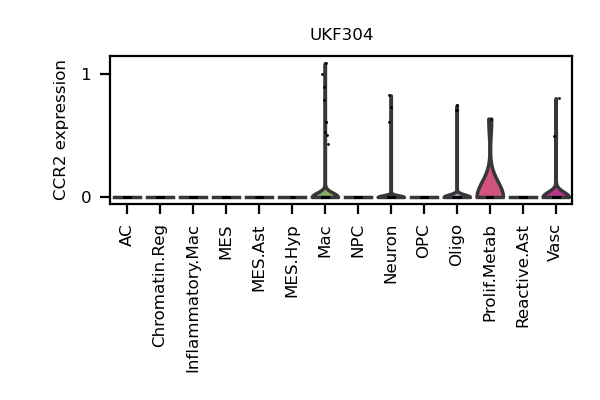 UKF304
CCR2 expression
1
0
AC
Chromatin.Reg
Inflammatory.Mac
MES
MES.Ast
MES.Hyp
Mac
NPC
Neuron
OPC
Oligo
Prolif.Metab
Reactive.Ast
Vasc